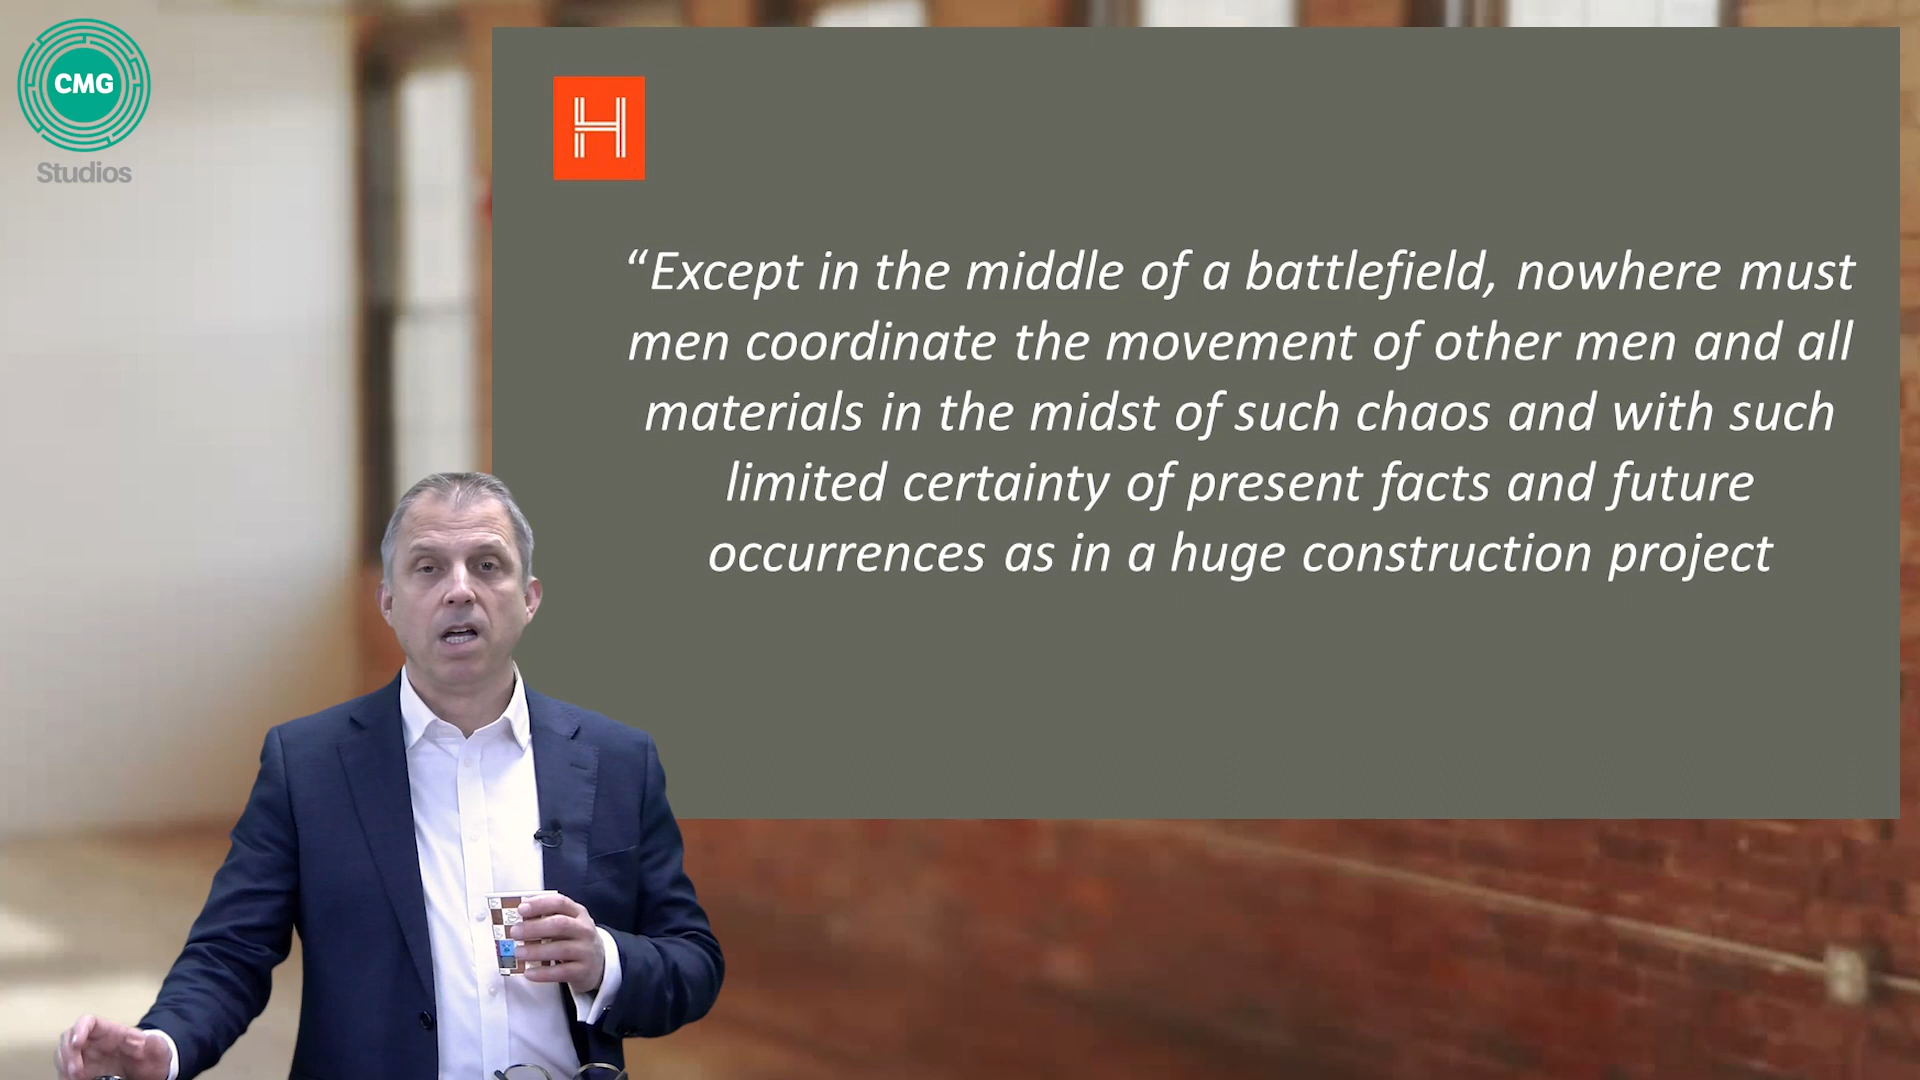 CMG
Studios
H
“Except in the middle of a battlefield, nowhere must
men coordinate the movement of other men and all
materials in the midst of such chaos and with such
limited certainty of present facts and future
occurrences as in a huge construction project